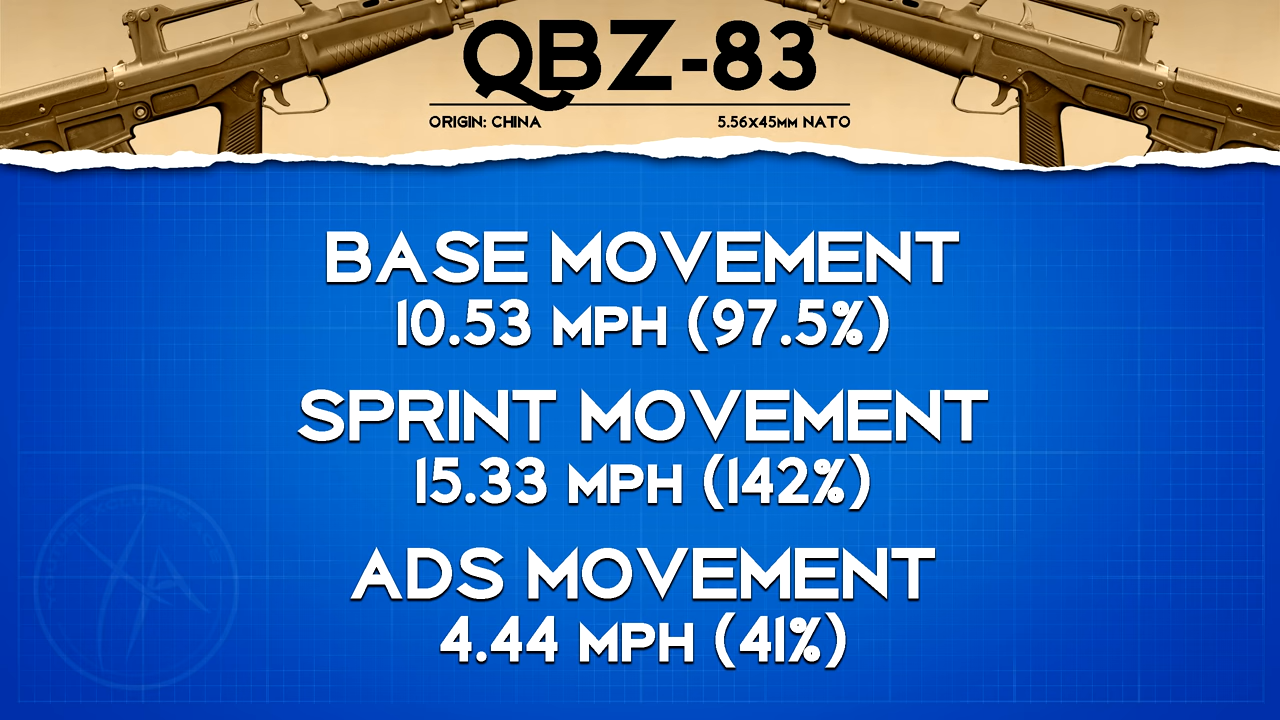 QBZ-83
ORIGIN: CHINA
5.56x45mm NATO
BASE MOVEMENT
10.53 MPH (97.5%)
SPRINT MOVEMENT
15.33 MPH (142%)
ADS MOVEMENT
4.44 MPH (41%)